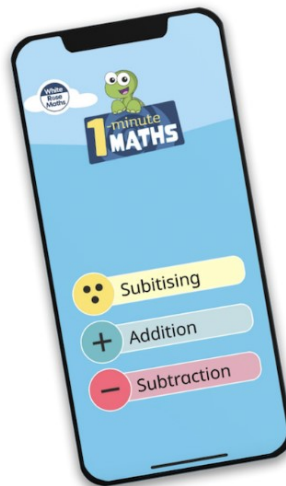 White
Rose
Maths
1-minute
MATHS
Subitising
+ Addition
− Subtraction